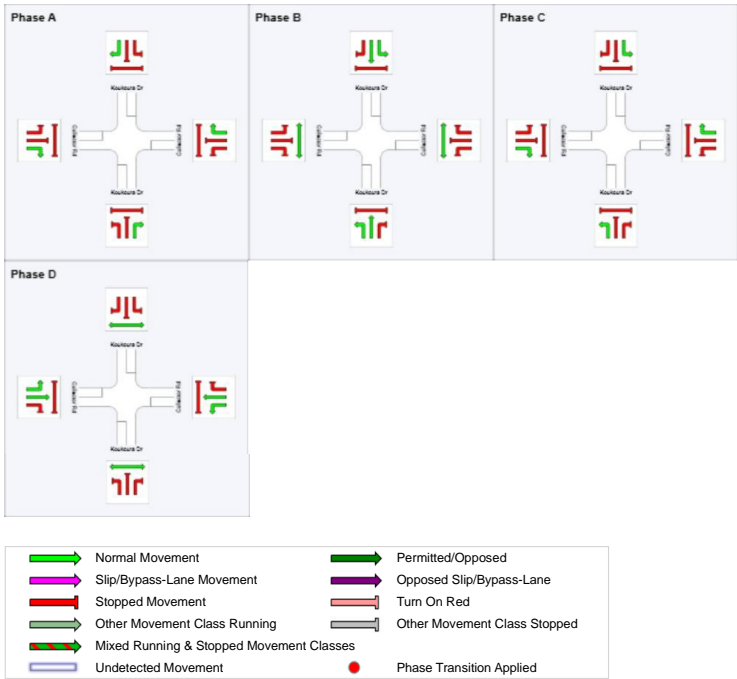 Phase A
Phase B
Phase C
Koukoura Dr
Koukoura Dr
Koukoura Dr
Collector Rd
Collector Rd
Collector Rd
Collector Rd
Collector Rd
Collector Rd
Koukoura Dr
Koukoura Dr
Koukoura Dr
Phase D
Koukoura Dr
Collector Rd
Collector Rd
Koukoura Dr
Normal Movement
Permitted/Opposed
Slip/Bypass-Lane Movement
Opposed Slip/Bypass-Lane
Stopped Movement
Turn On Red
Other Movement Class Running
Other Movement Class Stopped
Mixed Running & Stopped Movement Classes
Undetected Movement
Phase Transition Applied